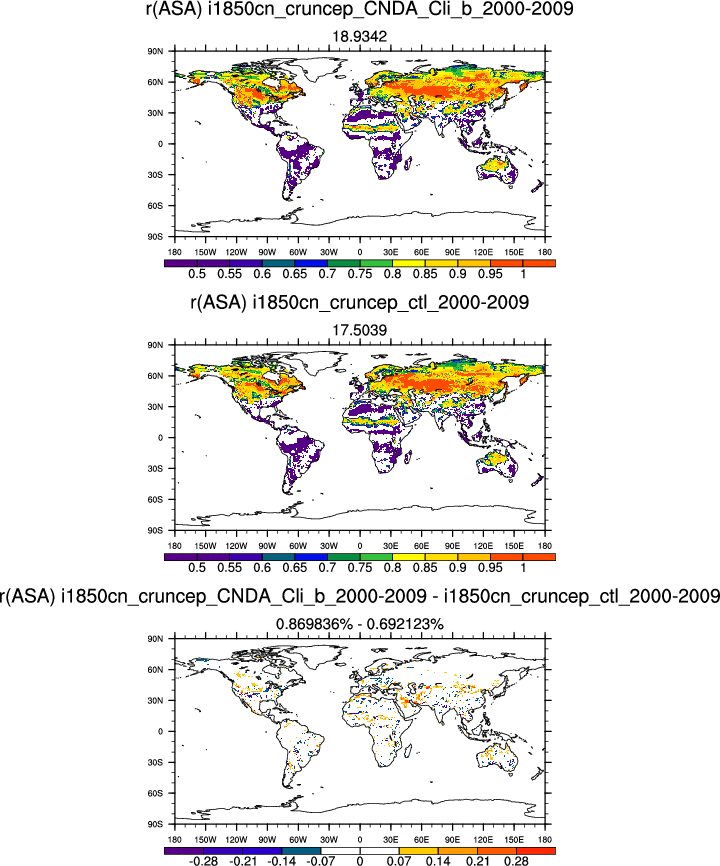 r(ASA) i1850cn_cruncep_CNDA_Cli_b_2000-2009
18.9342
90N
60N
30N
0
30S
60S
90S
180 150W 120W 90W 60W 30W 0 30E 60E 90E 120E 150E 180
0.5 0.55 0.6 0.65 0.7 0.75 0.8 0.85 0.9 0.95 1
r(ASA) i1850cn_cruncep_ctl_2000-2009
17.5039
90N
60N
30N
0
30S
60S
90S
180 150W 120W 90W 60W 30W 0 30E 60E 90E 120E 150E 180
0.5 0.55 0.6 0.65 0.7 0.75 0.8 0.85 0.9 0.95 1
r(ASA) i1850cn_cruncep_CNDA_Cli_b_2000-2009 - i1850cn_cruncep_ctl_2000-2009
0.869836% - 0.692123%
90N
60N
30N
0
30S
60S
90S
180 150W 120W 90W 60W 30W 0 30E 60E 90E 120E 150E 180
-0.28 -0.21 -0.14 -0.07 0 0.07 0.14 0.21 0.28